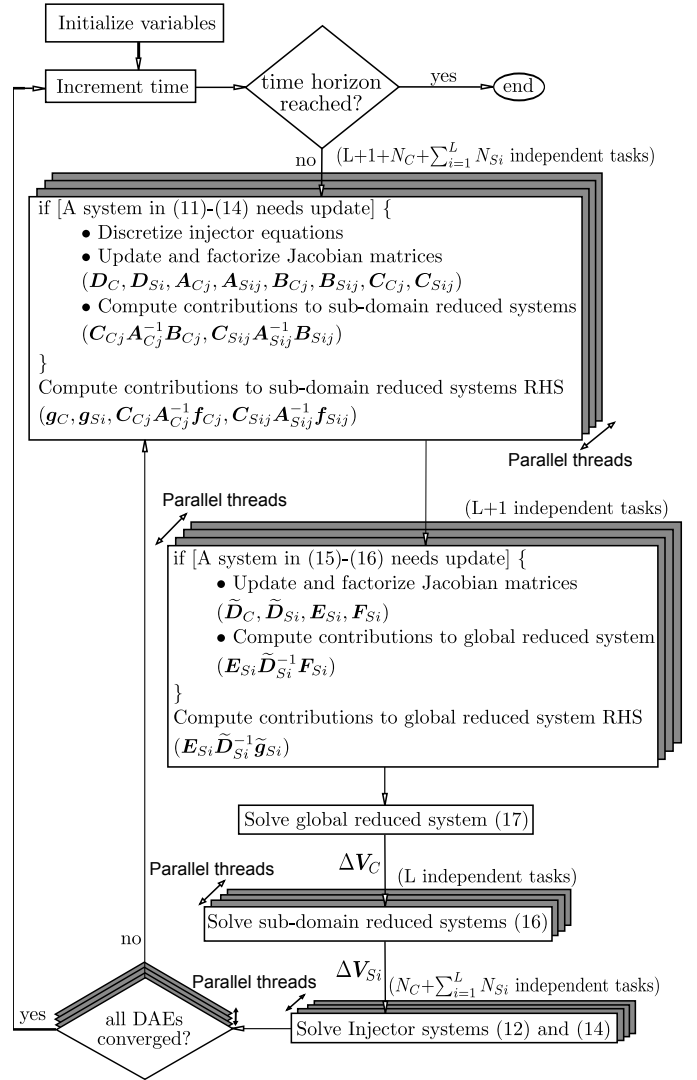 Initialize variables
Increment time
time horizon
reached?
yes
end
no
(L+1+N_C+∑_{i=1}^{L} N_{Si} independent tasks)
if [A system in (11)-(14) needs update] {
• Discretize injector equations
• Update and factorize Jacobian matrices
(D_C, D_{Si}, A_{Cj}, A_{Sij}, B_{Cj}, B_{Sij}, C_{Cj}, C_{Sij})
• Compute contributions to sub-domain reduced systems
(C_{Cj}A_{Cj}^{-1}B_{Cj}, C_{Sij}A_{Sij}^{-1}B_{Sij})
}
Compute contributions to sub-domain reduced systems RHS
(g_C, g_{Si}, C_{Cj}A_{Cj}^{-1}f_{Cj}, C_{Sij}A_{Sij}^{-1}f_{Sij})
Parallel threads
Parallel threads
(L+1 independent tasks)
if [A system in (15)-(16) needs update] {
• Update and factorize Jacobian matrices
(D̃_C, D̃_{Si}, E_{Si}, F_{Si})
• Compute contributions to global reduced system
(E_{Si}D̃_{Si}^{-1}F_{Si})
}
Compute contributions to global reduced system RHS
(E_{Si}D̃_{Si}^{-1}g̃_{Si})
Solve global reduced system (17)
ΔV_C
Parallel threads
(L independent tasks)
Solve sub-domain reduced systems (16)
ΔV_{Si}
no
Parallel threads
(N_C+∑_{i=1}^{L} N_{Si} independent tasks)
yes
all DAEs
converged?
Solve Injector systems (12) and (14)